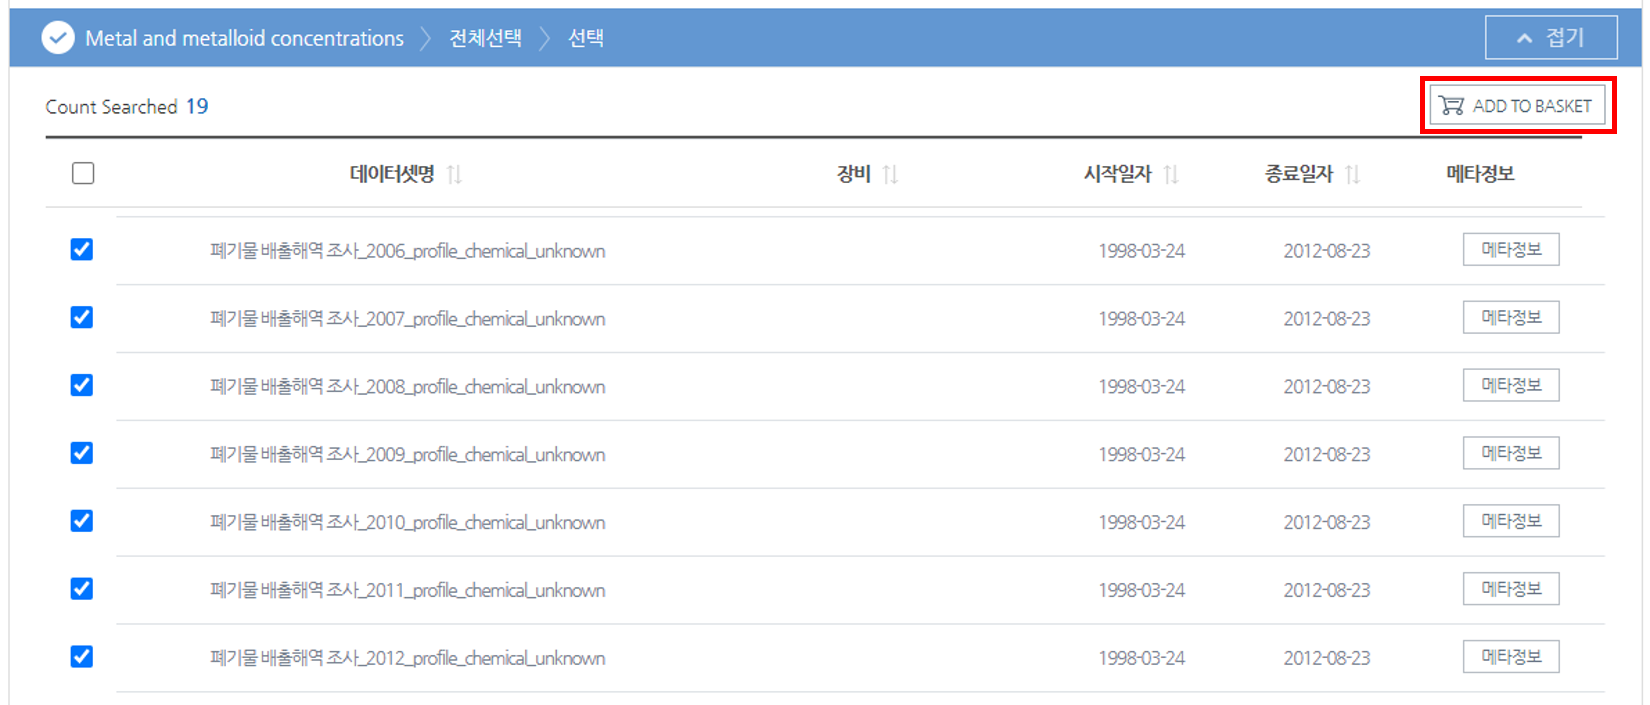 Metal and metalloid concentrations 전체선택 선택 접기
Count Searched 19 ADD TO BASKET
데이터셋명 장비 시작일자 종료일자 메타정보
폐기물 배출해역 조사_2006_profile_chemical_unknown 1998-03-24 2012-08-23 메타정보
폐기물 배출해역 조사_2007_profile_chemical_unknown 1998-03-24 2012-08-23 메타정보
폐기물 배출해역 조사_2008_profile_chemical_unknown 1998-03-24 2012-08-23 메타정보
폐기물 배출해역 조사_2009_profile_chemical_unknown 1998-03-24 2012-08-23 메타정보
폐기물 배출해역 조사_2010_profile_chemical_unknown 1998-03-24 2012-08-23 메타정보
폐기물 배출해역 조사_2011_profile_chemical_unknown 1998-03-24 2012-08-23 메타정보
폐기물 배출해역 조사_2012_profile_chemical_unknown 1998-03-24 2012-08-23 메타정보